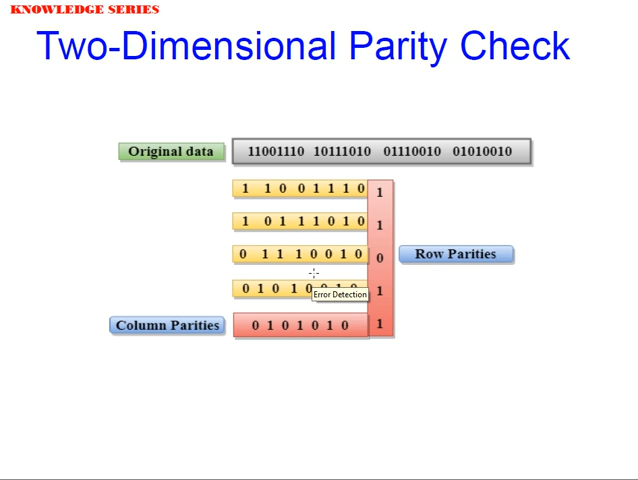 KNOWLEDGE SERIES
Two-Dimensional Parity Check
Original data
11001110 10111010 01110010 01010010
1 1 0 0 1 1 1 0 1
1 0 1 1 1 0 1 0 1
0 1 1 1 0 0 1 0 0
Row Parities
0 1 0 1 0 0 1 0 1
Error Detection
Column Parities
0 1 0 1 0 1 0 1